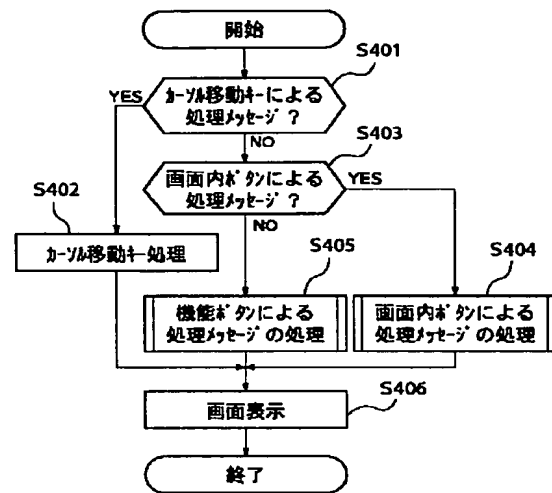 開始
S401
カーソル移動キーによる
処理メッセージ?
YES
NO
S403
画面内ボタンによる
処理メッセージ?
YES
NO
S402
カーソル移動キー処理
S405
機能ボタンによる
処理メッセージの処理
S404
画面内ボタンによる
処理メッセージの処理
画面表示
S406
終了